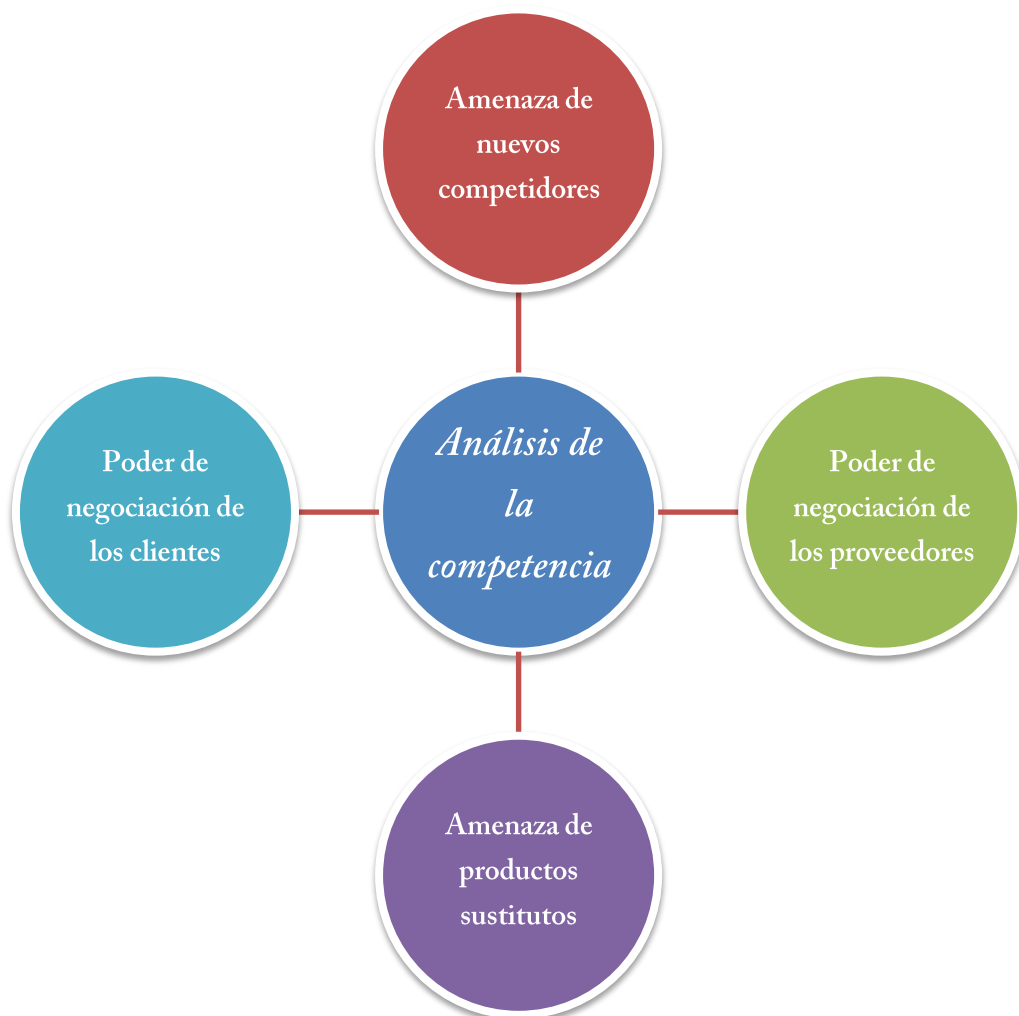 Amenaza de
nuevos
competidores
Poder de
negociación de
los clientes
Análisis de
la
competencia
Poder de
negociación de
los proveedores
Amenaza de
productos
sustitutos